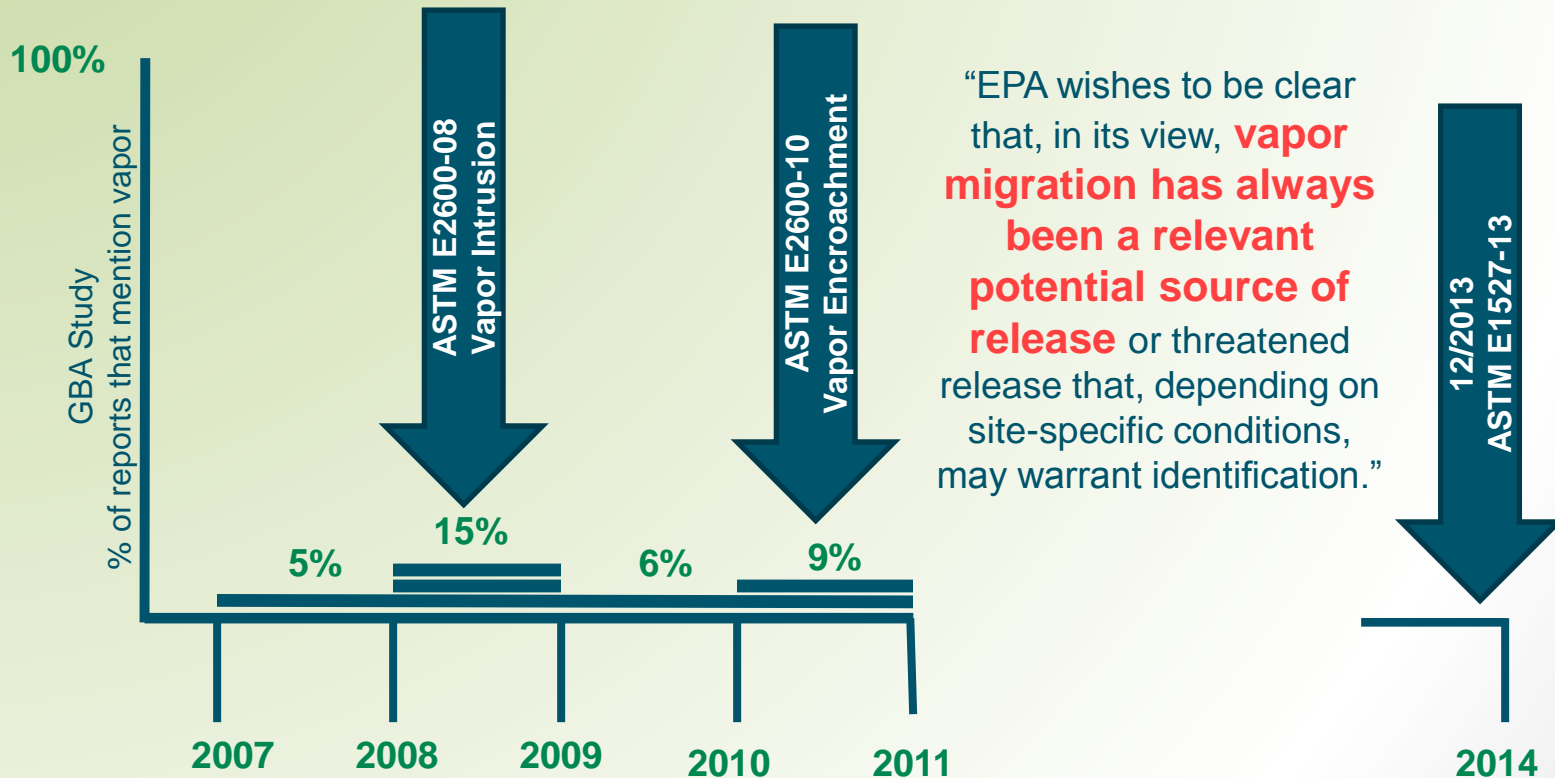 100%
GBA Study
% of reports that mention vapor
ASTM E2600-08
Vapor Intrusion
ASTM E2600-10
Vapor Encroachment
“EPA wishes to be clear
that, in its view, vapor
migration has always
been a relevant
potential source of
release or threatened
release that, depending on
site-specific conditions,
may warrant identification.”
12/2013
ASTM E1527-13
5%
15%
6%
9%
2007
2008
2009
2010
2011
2014